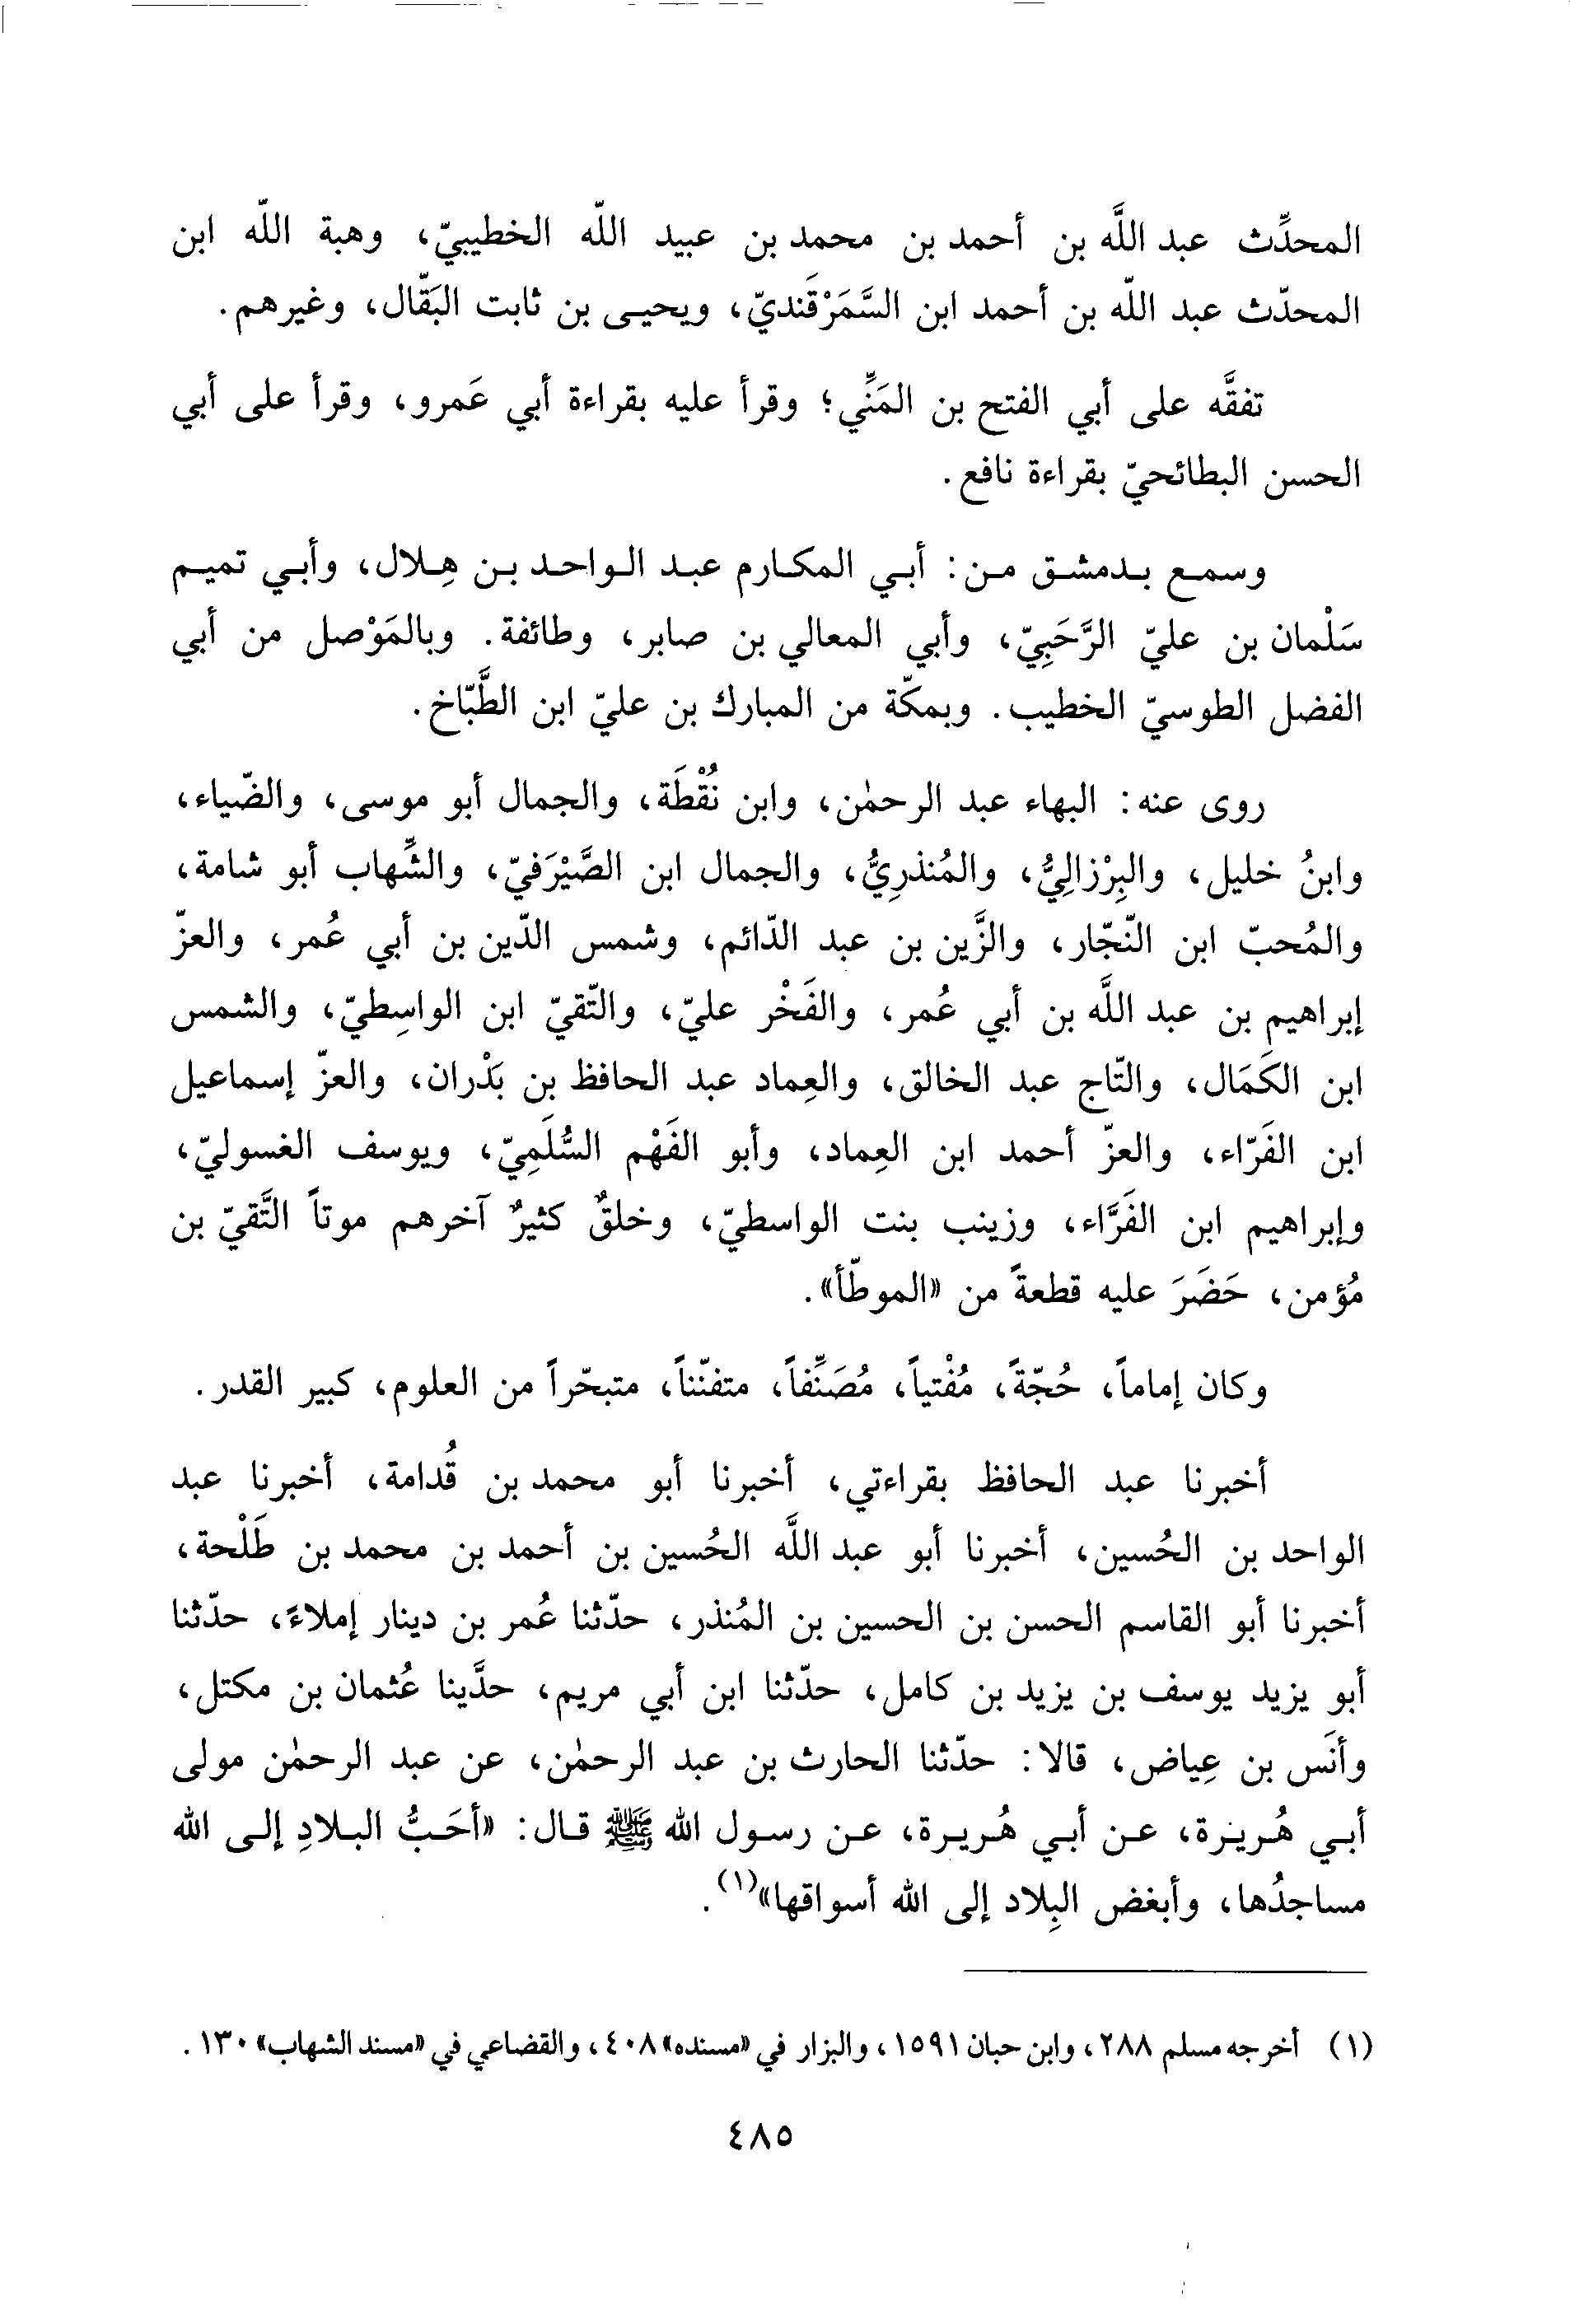 المحدِّث عبد اللَّه بن أحمد بن محمد بن عبيد اللّه الخطيبيّ، وهبة اللّه ابن
المحدّث عبد اللّه بن أحمد ابن السَّمَرْقَنديّ، ويحيـى بن ثابت البَقّال، وغيرهم.
تفقَّه على أبي الفتح بن المَنِّي؛ وقرأ عليه بقراءة أبي عَمرو، وقرأ على أبي
الحسن البطائحيّ بقراءة نافع.
وسمع بدمشق من: أبي المكارم عبد الواحد بن هِلال، وأبي تميم
سَلْمان بن عليّ الرَّحَبِيّ، وأبي المعالي بن صابر، وطائفة. وبالمَوْصل من أبي
الفضل الطوسيّ الخطيب. وبمكّة من المبارك بن عليّ ابن الطَّبّاخ.
روى عنه: البهاء عبد الرحمٰن، وابن نُقْطَة، والجمال أبو موسى، والضّياء،
وابنُ خليل، والبِرْزالِيُّ، والمُنذرِيُّ، والجمال ابن الصَّيْرَفيّ، والشِّهاب أبو شامة،
والمُحبّ ابن النّجّار، والزَّين بن عبد الدّائم، وشمس الدّين بن أبي عُمر، والعزّ
إبراهيم بن عبد اللَّه بن أبي عُمر، والفَخْر عليّ، والتّقيّ ابن الواسِطيّ، والشمس
ابن الكَمَال، والتّاج عبد الخالق، والعِماد عبد الحافظ بن بَدْران، والعزّ إسماعيل
ابن الفَرّاء، والعزّ أحمد ابن العِماد، وأبو الفَهْم السُّلَمِيّ، ويوسف الغسوليّ،
وإبراهيم ابن الفَرَّاء، وزينب بنت الواسطيّ، وخلقٌ كثيرٌ آخرهم موتاً التَّقيّ بن
مُؤمن، حَضَرَ عليه قطعةً من «الموطّأ».
وكان إماماً، حُجّةً، مُفْتياً، مُصَنِّفاً، متفنّناً، متبحّراً من العلوم، كبير القدر.
أخبرنا عبد الحافظ بقراءتي، أخبرنا أبو محمد بن قُدامة، أخبرنا عبد
الواحد بن الحُسين، أخبرنا أبو عبد اللَّه الحُسين بن أحمد بن محمد بن طَلْحة،
أخبرنا أبو القاسم الحسن بن الحسين بن المُنذر، حدّثنا عُمر بن دينار إملاءً، حدّثنا
أبو يزيد يوسف بن يزيد بن كامل، حدّثنا ابن أبي مريم، حدَّينا عُثمان بن مكتل،
وأنَس بن عِياض، قالا: حدّثنا الحارث بن عبد الرحمٰن، عن عبد الرحمٰن مولى
أبي هُريرة، عن أبي هُريرة، عن رسول الله ﷺ قال: «أحَبُّ البلادِ إلى الله
مساجدُها، وأبغض البِلاد إلى الله أسواقها»(١).
(١) أخرجه مسلم ٢٨٨، وابن حبان ١٥٩١، والبزار في «مسنده» ٤٠٨، والقضاعي في «مسند الشهاب» ١٣٠.
٤٨٥